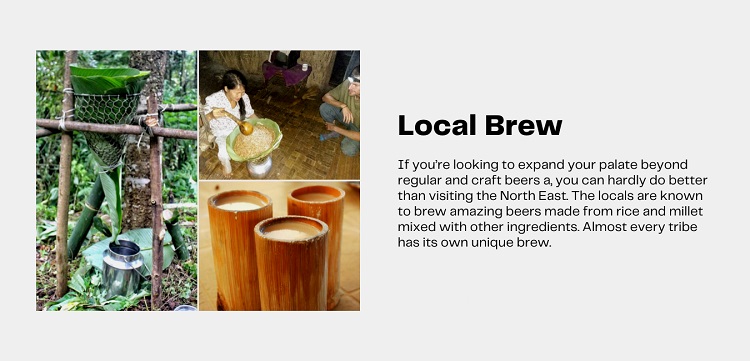 Local Brew
If you're looking to expand your palate beyond
regular and craft beers a, you can hardly do better
than visiting the North East. The locals are known
to brew amazing beers made from rice and millet
mixed with other ingredients. Almost every tribe
has its own unique brew.